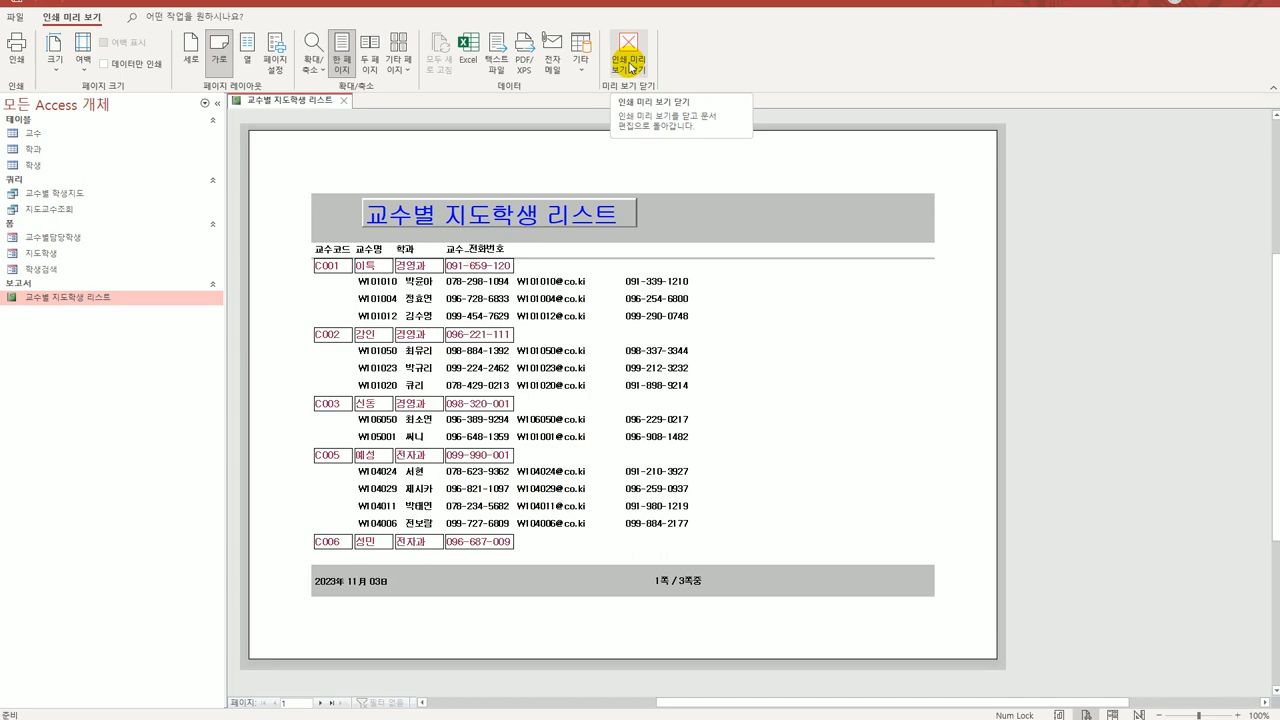 파일 인쇄 미리 보기 어떤 작업을 원하시나요?
인쇄 크기 여백 여백 표시 데이터만 인쇄 세로 가로 열 페이지 설정 확대/축소 한 페이지 두 페이지 기타 페이지 모두 새로 고침 Excel 텍스트 파일 PDF/XPS 전자 메일 기타 인쇄 미리 보기 닫기
인쇄 페이지 크기 페이지 레이아웃 확대/축소 데이터 미리 보기 닫기
인쇄 미리 보기 닫기
인쇄 미리 보기를 닫고 문서
편집으로 돌아갑니다.
모든 Access 개체
테이블
교수
학과
학생
쿼리
교수별 학생지도
지도교수조회
폼
교수별담당학생
지도학생
학생검색
보고서
교수별 지도학생 리스트
교수별 지도학생 리스트
교수별 지도학생 리스트
교수코드 교수명 학과 교수_전화번호
C001 이특 경영과 091-659-120
W101010 박윤아 078-298-1094 W101010@co.ki 091-339-1210
W101004 정효연 096-728-6833 W101004@co.ki 096-254-6800
W101012 김수영 099-454-7629 W101012@co.ki 099-290-0748
C002 강인 경영과 096-221-111
W101050 최유리 098-884-1392 W101050@co.ki 098-337-3344
W101023 박규리 099-224-2462 W101023@co.ki 099-212-3232
W101020 큐리 078-429-0213 W101020@co.ki 091-898-9214
C003 신동 경영과 098-320-001
W106050 최소연 096-389-9294 W106050@co.ki 096-229-0217
W105001 써니 096-648-1359 W101001@co.ki 096-908-1482
C005 예성 전자과 099-990-001
W104024 서현 078-623-9362 W104024@co.ki 091-210-3927
W104029 제시카 096-821-1097 W104029@co.ki 096-259-0937
W104011 박태연 078-234-5682 W104011@co.ki 091-980-1219
W104006 전보람 099-727-6809 W104006@co.ki 099-884-2177
C006 성민 전자과 096-687-009
2023年 11月 03日 1쪽 / 3쪽중
페이지: 1 필터 없음
준비 Num Lock 100%